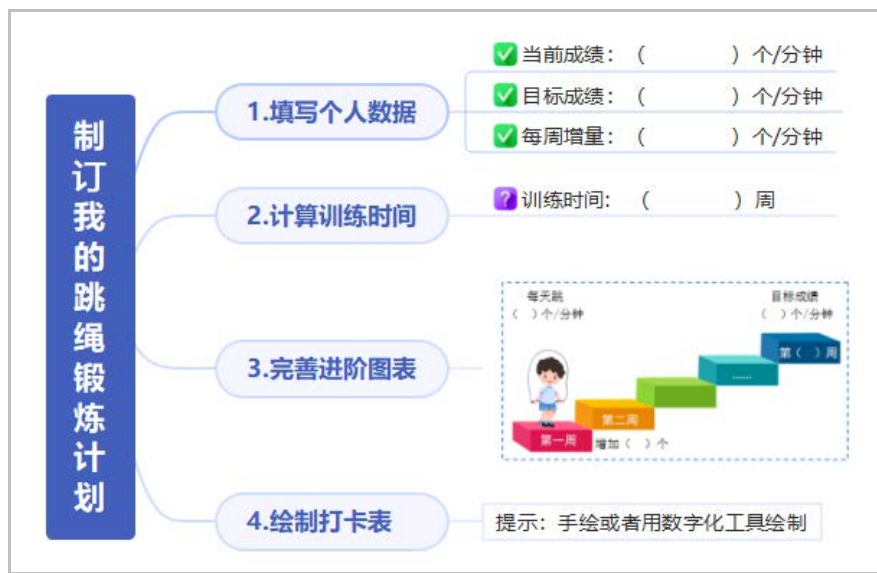 制订我的跳绳锻炼计划
1.填写个人数据
当前成绩：（ ）个/分钟
目标成绩：（ ）个/分钟
每周增量：（ ）个/分钟
2.计算训练时间
训练时间：（ ）周
3.完善进阶图表
每天跳
（ ）个/分钟
目标成绩
（ ）个/分钟
第（ ）周
......
第二周
第一周
增加（ ）个
4.绘制打卡表
提示：手绘或者用数字化工具绘制